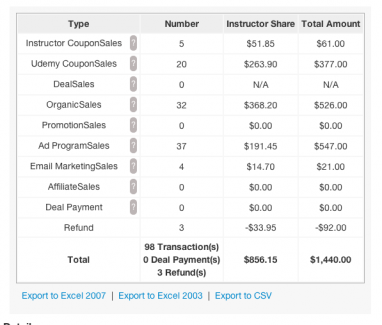 Type Number Instructor Share Total Amount
Instructor CouponSales ? 5 $51.85 $61.00
Udemy CouponSales ? 20 $263.90 $377.00
DealSales ? 0 N/A N/A
OrganicSales ? 32 $368.20 $526.00
PromotionSales ? 0 $0.00 $0.00
Ad ProgramSales ? 37 $191.45 $547.00
Email MarketingSales ? 4 $14.70 $21.00
AffiliateSales ? 0 $0.00 $0.00
Deal Payment ? 0 $0.00 $0.00
Refund 3 -$33.95 -$92.00
98 Transaction(s)
Total 0 Deal Payment(s) $856.15 $1,440.00
3 Refund(s)
Export to Excel 2007 | Export to Excel 2003 | Export to CSV